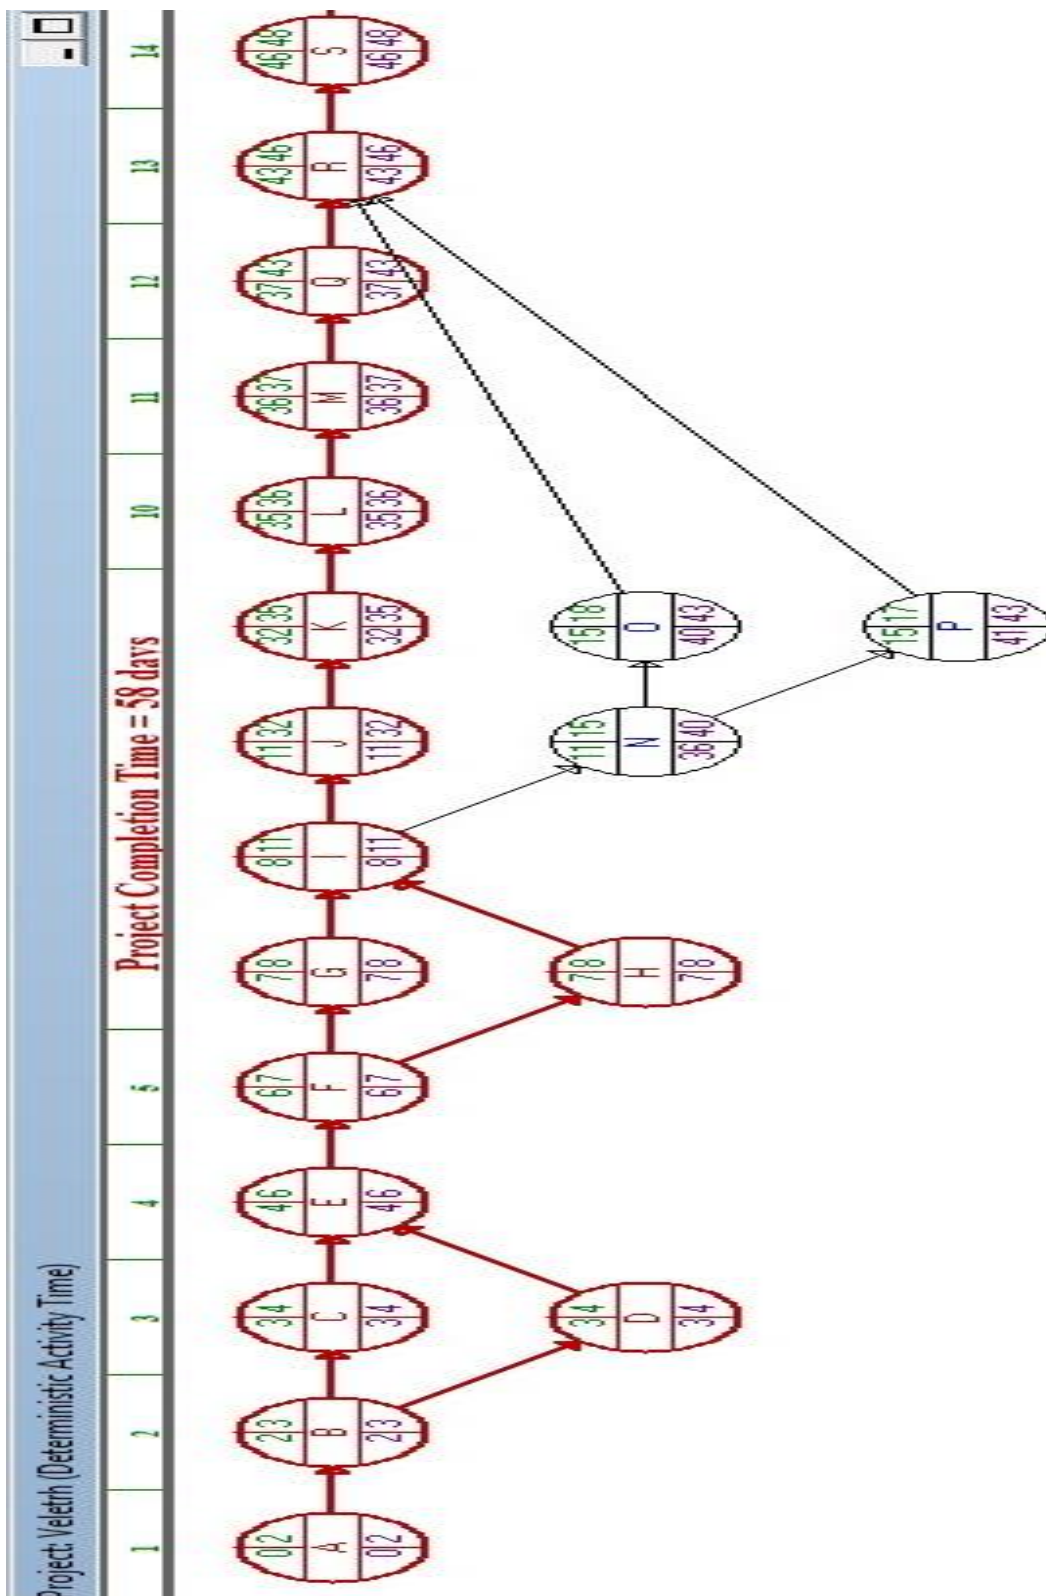 Project: Veletrh (Deterministic Activity Time)
1 2 3 4 5 Project Completion Time = 58 days 10 11 12 13 14
0 2 2 3 3 4 4 6 6 7 7 8 8 11 11 32 32 35 35 36 36 37 37 43 43 46 46 48
A B C E F G I J K L M Q R S
0 2 2 3 3 4 4 6 6 7 7 8 8 11 11 32 32 35 35 36 36 37 37 43 43 46 46 48
3 4 7 8 11 15 15 18
D H N O
3 4 7 8 36 40 40 43
15 17
P
41 43